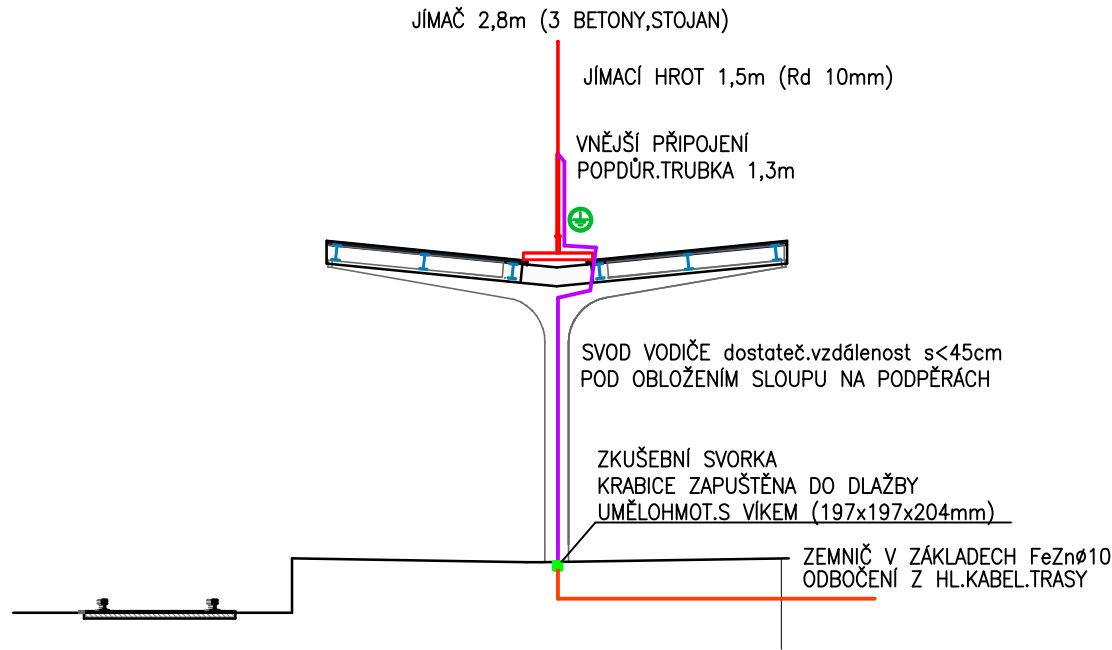 JÍMAČ 2,8m (3 BETONY,STOJAN)
JÍMACÍ HROT 1,5m (Rd 10mm)
VNĚJŠÍ PŘIPOJENÍ
POPDŮR.TRUBKA 1,3m
SVOD VODIČE dostateč.vzdálenost s<45cm
POD OBLOŽENÍM SLOUPU NA PODPĚRÁCH
ZKUŠEBNÍ SVORKA
KRABICE ZAPUŠTĚNA DO DLAŽBY
UMĚLOHMOT.S VÍKEM (197x197x204mm)
ZEMNIČ V ZÁKLADECH FeZnø10
ODBOČENÍ Z HL.KABEL.TRASY